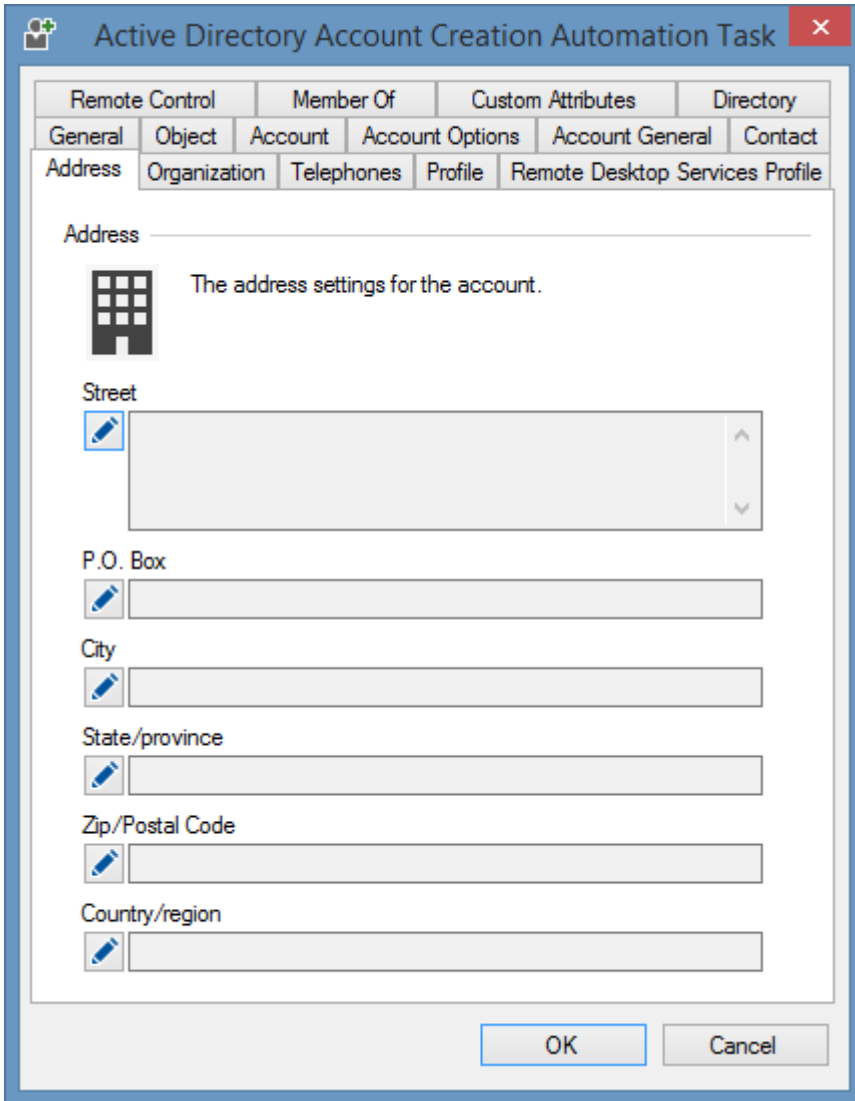 Active Directory Account Creation Automation Task
Remote Control Member Of Custom Attributes Directory
General Object Account Account Options Account General Contact
Address Organization Telephones Profile Remote Desktop Services Profile
Address
The address settings for the account.
Street
P.O. Box
City
State/province
Zip/Postal Code
Country/region
OK Cancel